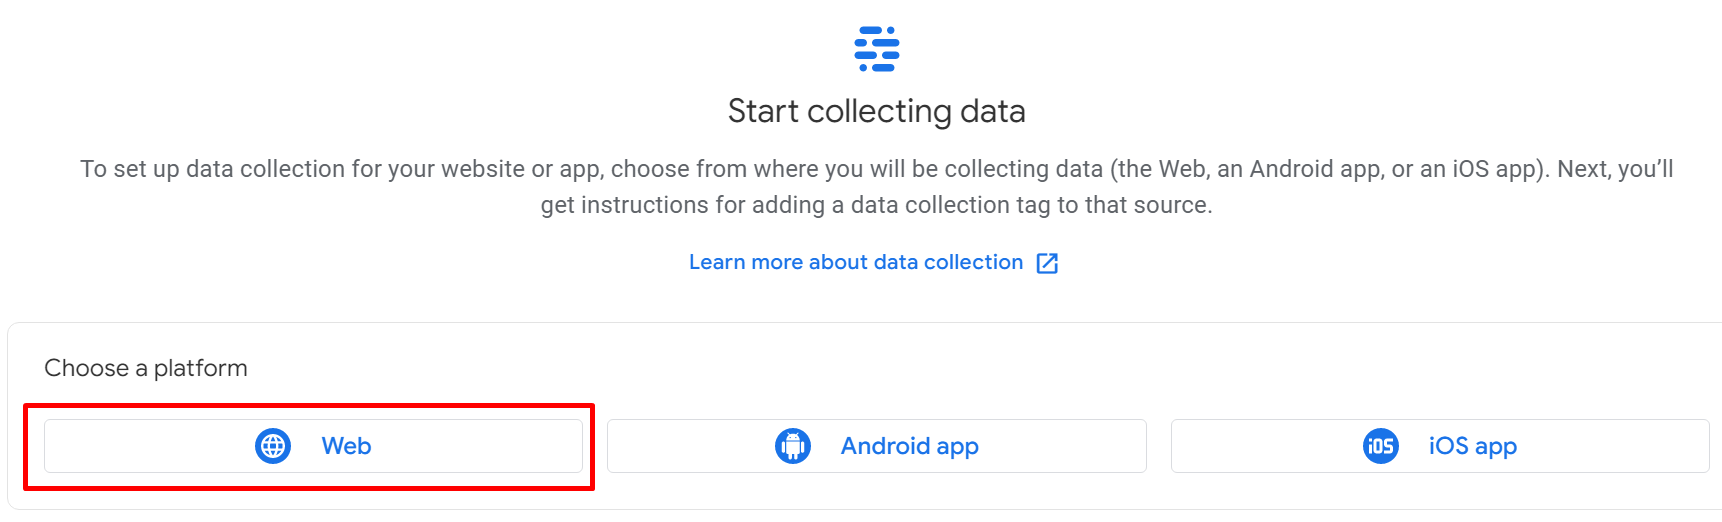 Start collecting data
To set up data collection for your website or app, choose from where you will be collecting data (the Web, an Android app, or an iOS app). Next, you’ll
get instructions for adding a data collection tag to that source.
Learn more about data collection
Choose a platform
Web
Android app
iOS iOS app